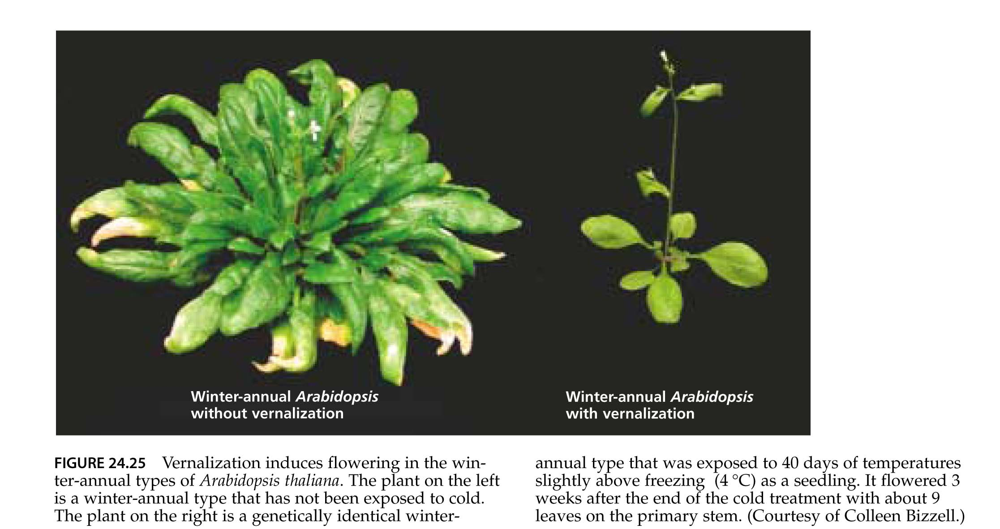 Winter-annual Arabidopsis
without vernalization
Winter-annual Arabidopsis
with vernalization
FIGURE 24.25 Vernalization induces flowering in the win-
ter-annual types of Arabidopsis thaliana. The plant on the left
is a winter-annual type that has not been exposed to cold.
The plant on the right is a genetically identical winter-
annual type that was exposed to 40 days of temperatures
slightly above freezing (4 °C) as a seedling. It flowered 3
weeks after the end of the cold treatment with about 9
leaves on the primary stem. (Courtesy of Colleen Bizzell.)